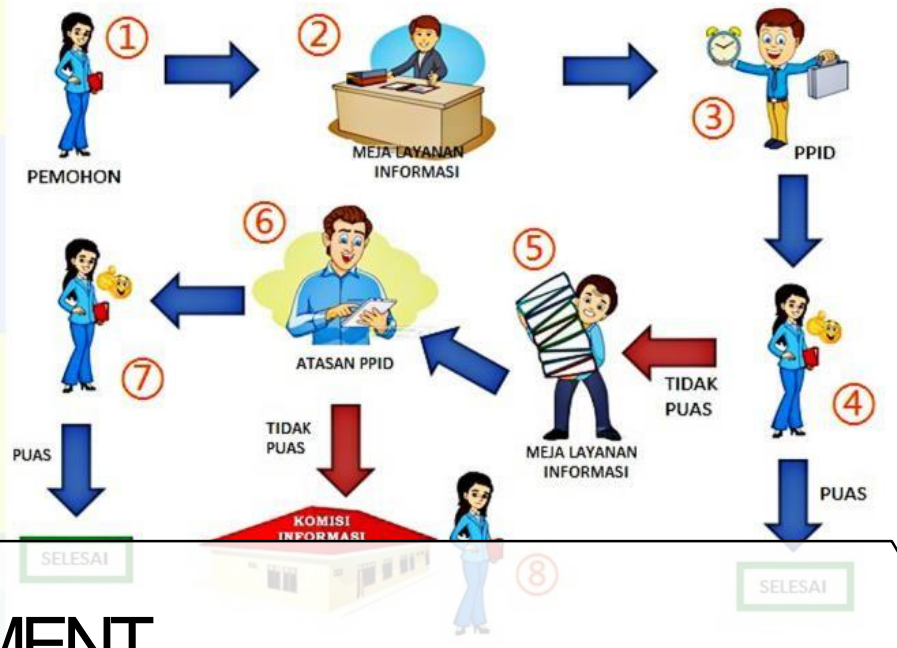 ①
②
③
PEMOHON
MEJA LAYANAN
INFORMASI
PPID
⑥
⑤
ATASAN PPID
TIDAK
PUAS
④
⑦
MEJA LAYANAN
INFORMASI
PUAS
TIDAK
PUAS
PUAS
KOMISI
INFORMASI
SELESAI
⑧
SELESAI